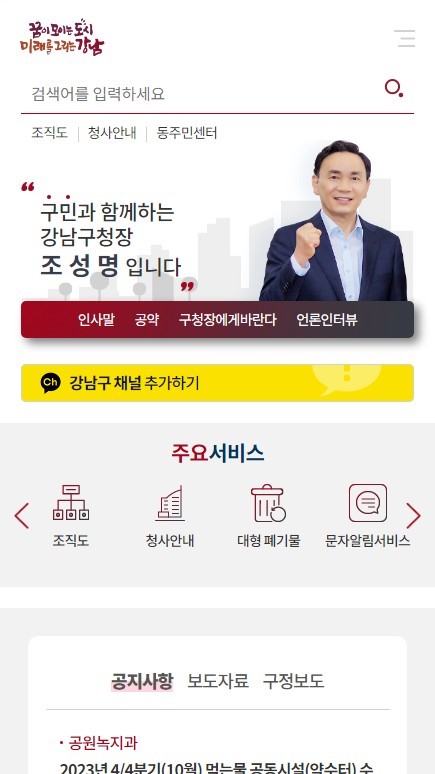 꿈이 모이는 도시
미래를 그리는 강남
검색어를 입력하세요
조직도 청사안내 동주민센터
구민과 함께하는
강남구청장
조 성 명 입니다
인사말 공약 구청장에게바란다 언론인터뷰
Ch 강남구 채널 추가하기
주요서비스
조직도 청사안내 대형 폐기물 문자알림서비스
공지사항 보도자료 구정보도
· 공원녹지과
2023년 4/4분기(10월) 먹는물 공동시설(약수터) 수